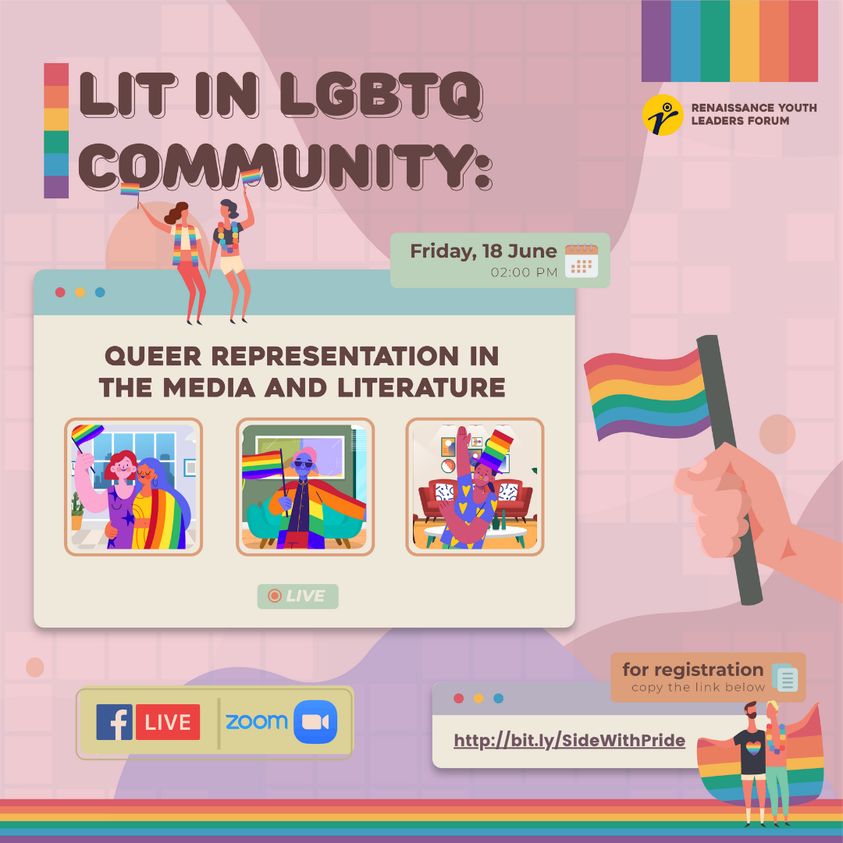 LIT IN LGBTQ
COMMUNITY:
RENAISSANCE YOUTH
LEADERS FORUM
Friday, 18 June
02:00 PM
QUEER REPRESENTATION IN
THE MEDIA AND LITERATURE
LIVE
f LIVE
zoom
for registration
copy the link below
http://bit.ly/SideWithPride